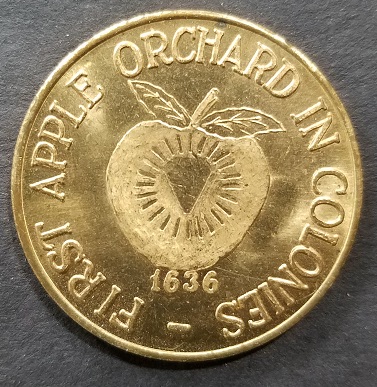 FIRST APPLE ORCHARD IN COLONIES -
1636